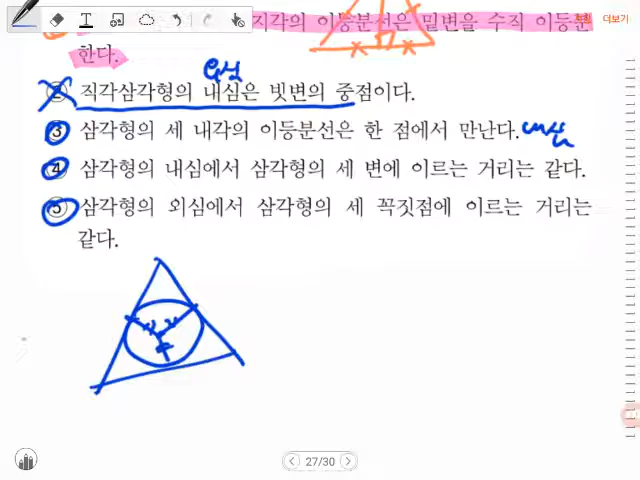 지각의 이등분선은 밑변을 수직 이등분
더보기
한다.
외심
② 직각삼각형의 내심은 빗변의 중점이다.
③ 삼각형의 세 내각의 이등분선은 한 점에서 만난다. 내심
④ 삼각형의 내심에서 삼각형의 세 변에 이르는 거리는 같다.
⑤ 삼각형의 외심에서 삼각형의 세 꼭짓점에 이르는 거리는
같다.
27/30